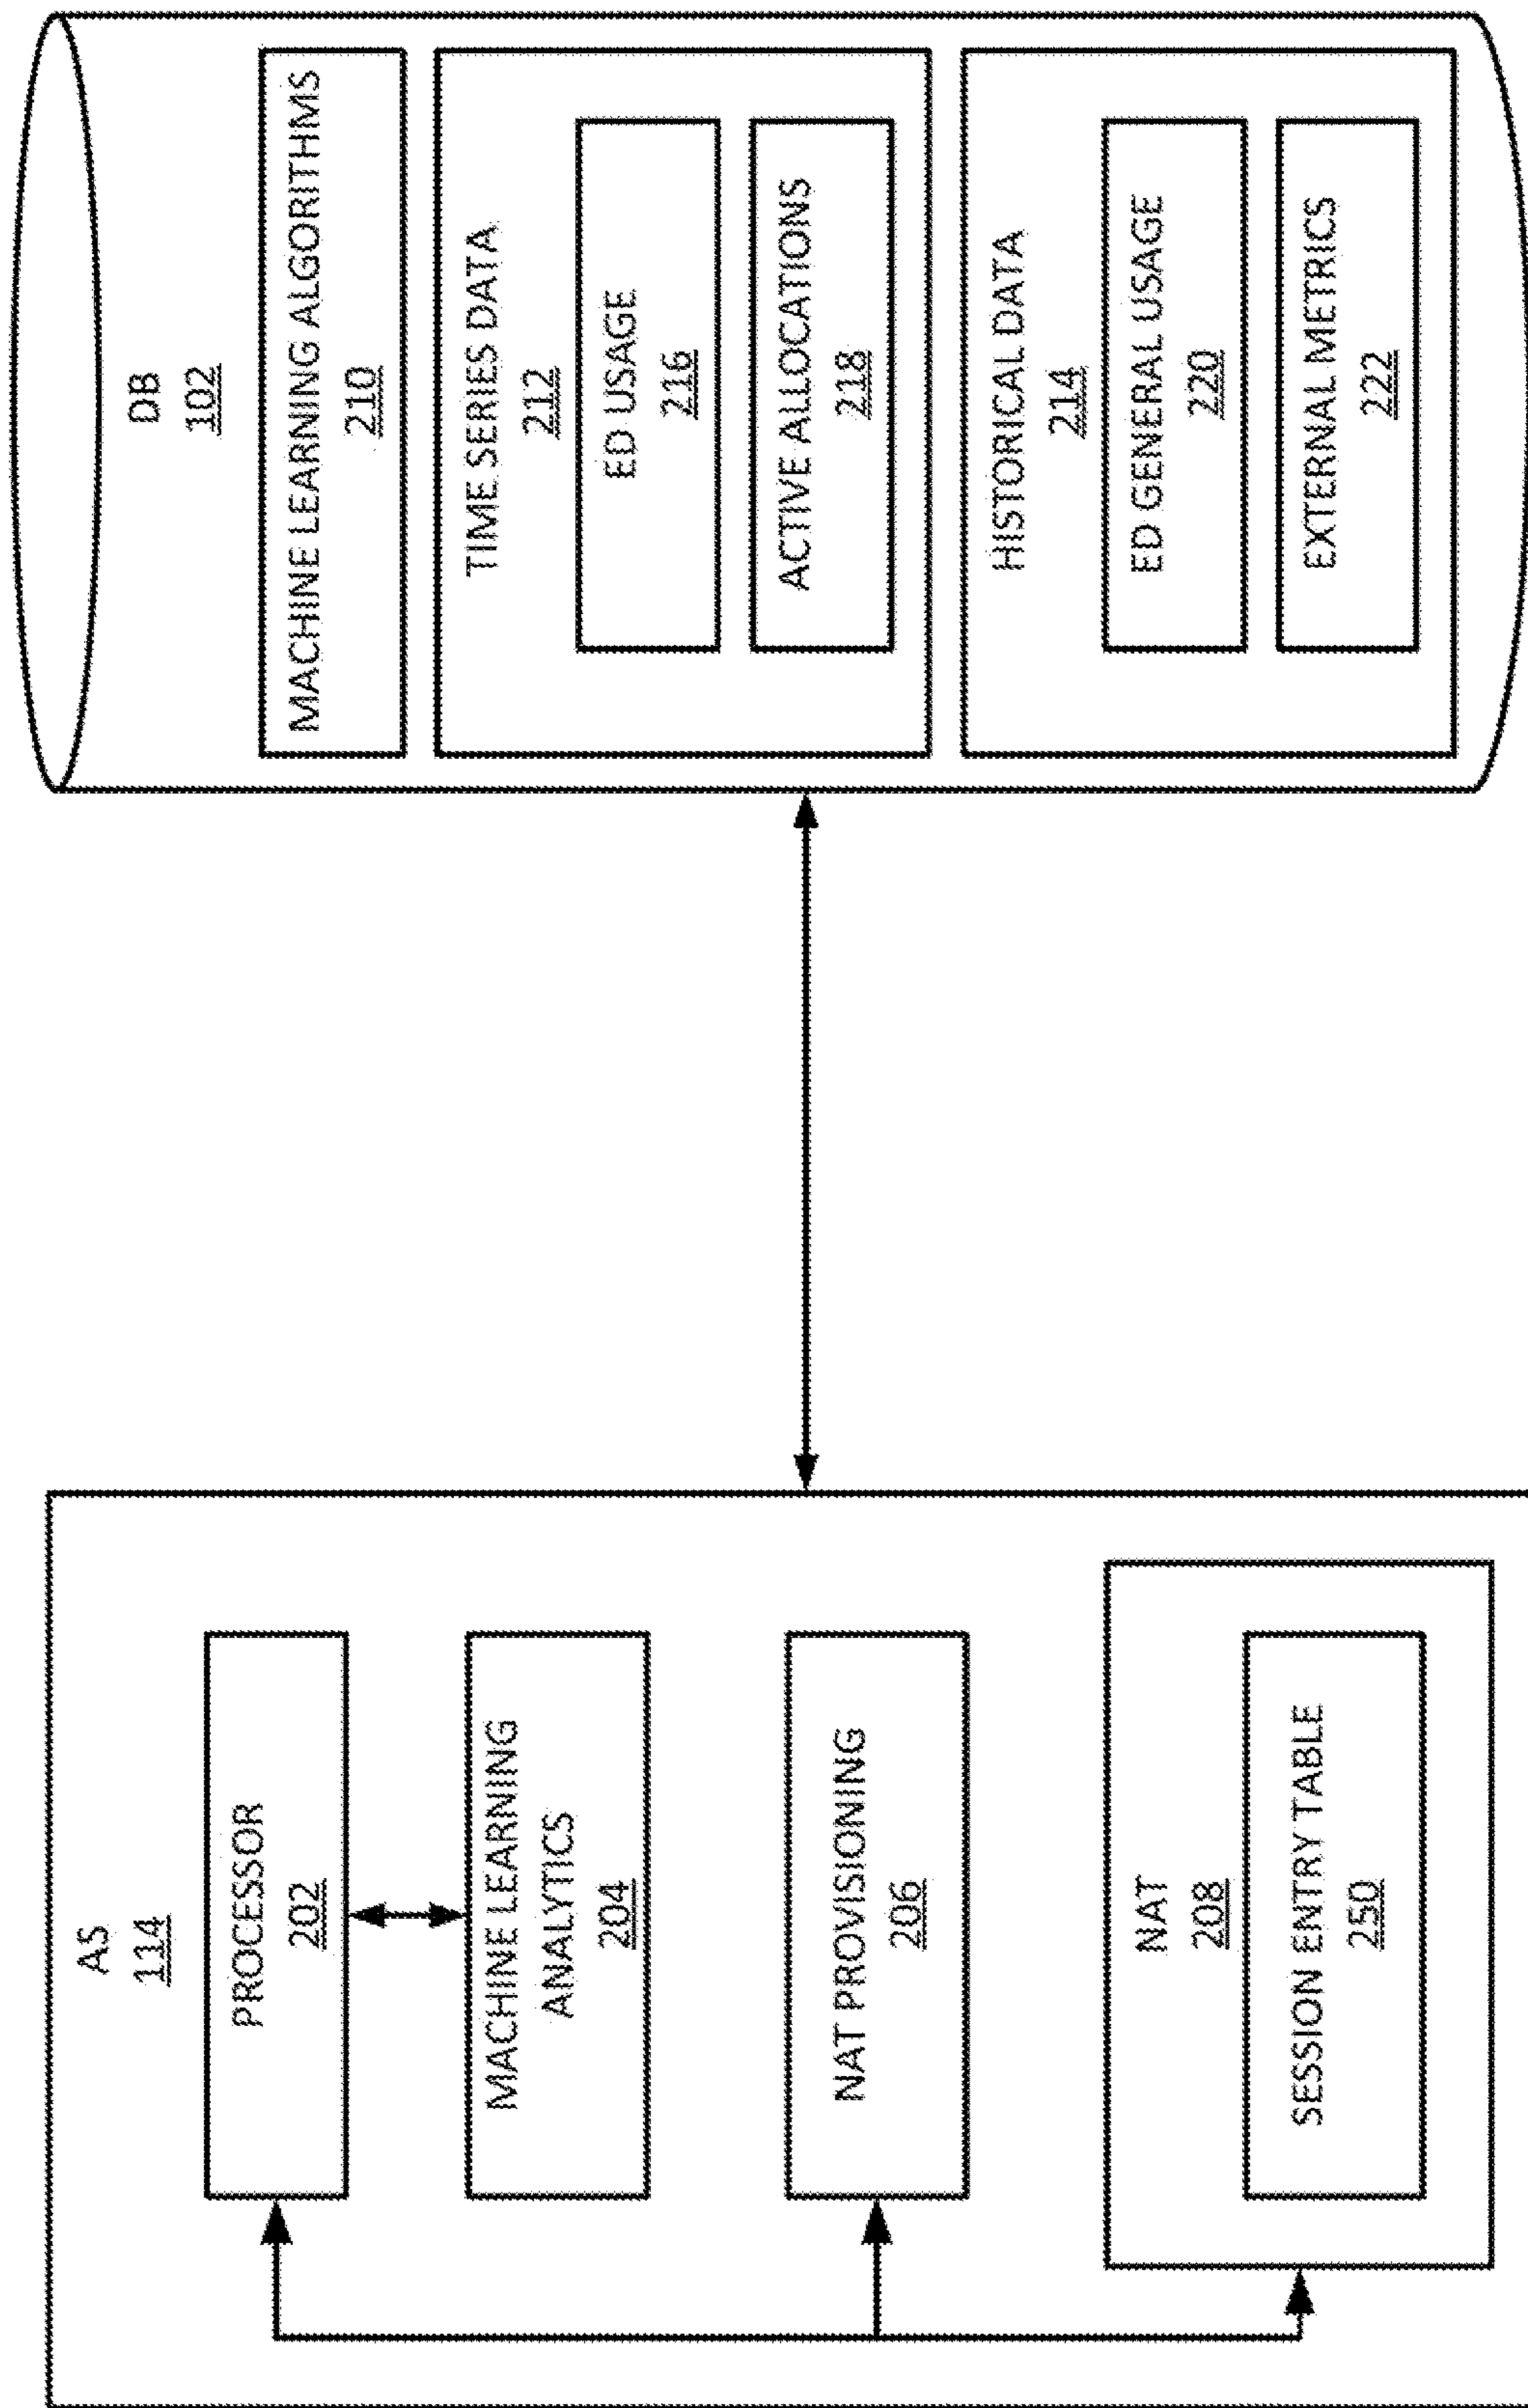 AS
114
PROCESSOR
202
MACHINE LEARNING
ANALYTICS
204
NAT PROVISIONING
206
NAT
208
SESSION ENTRY TABLE
250
DB
102
MACHINE LEARNING ALGORITHMS
210
TIME SERIES DATA
212
ED USAGE
216
ACTIVE ALLOCATIONS
218
HISTORICAL DATA
214
ED GENERAL USAGE
220
EXTERNAL METRICS
222